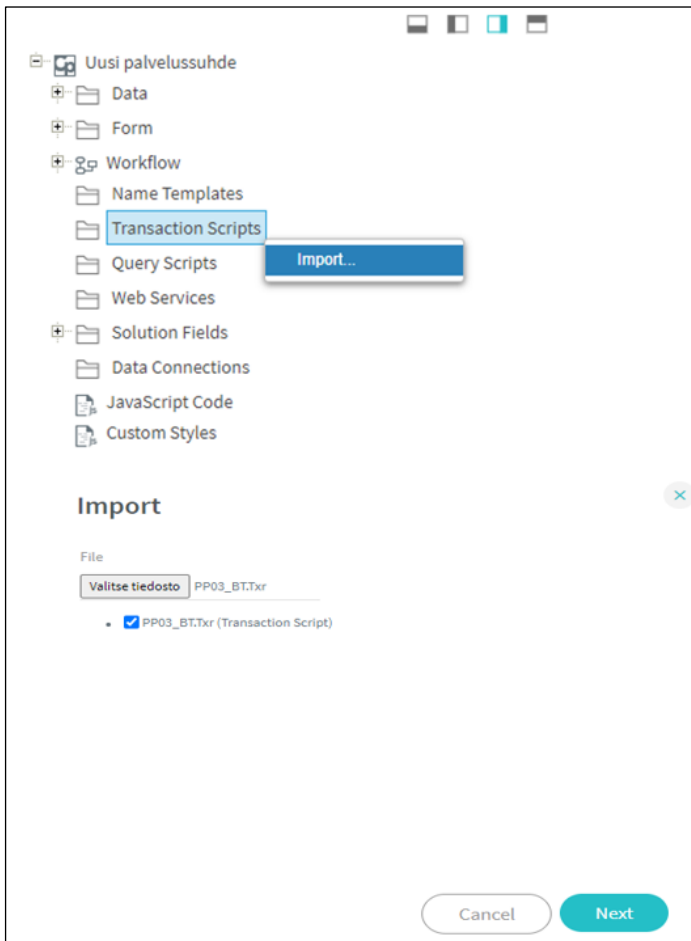 Uusi palvelussuhde
Data
Form
Workflow
Name Templates
Transaction Scripts
Import...
Query Scripts
Web Services
Solution Fields
Data Connections
JavaScript Code
Custom Styles
Import
File
Valitse tiedosto PP03_BT.Txr
PP03_BT.Txr (Transaction Script)
Cancel Next